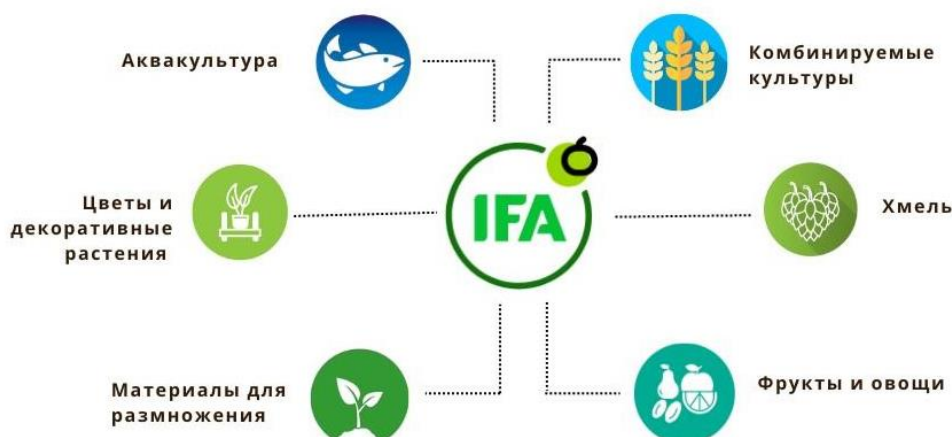 Аквакультура
Комбинируемые
культуры
Цветы и
декоративные
растения
IFA
Хмель
Материалы для
размножения
Фрукты и овощи